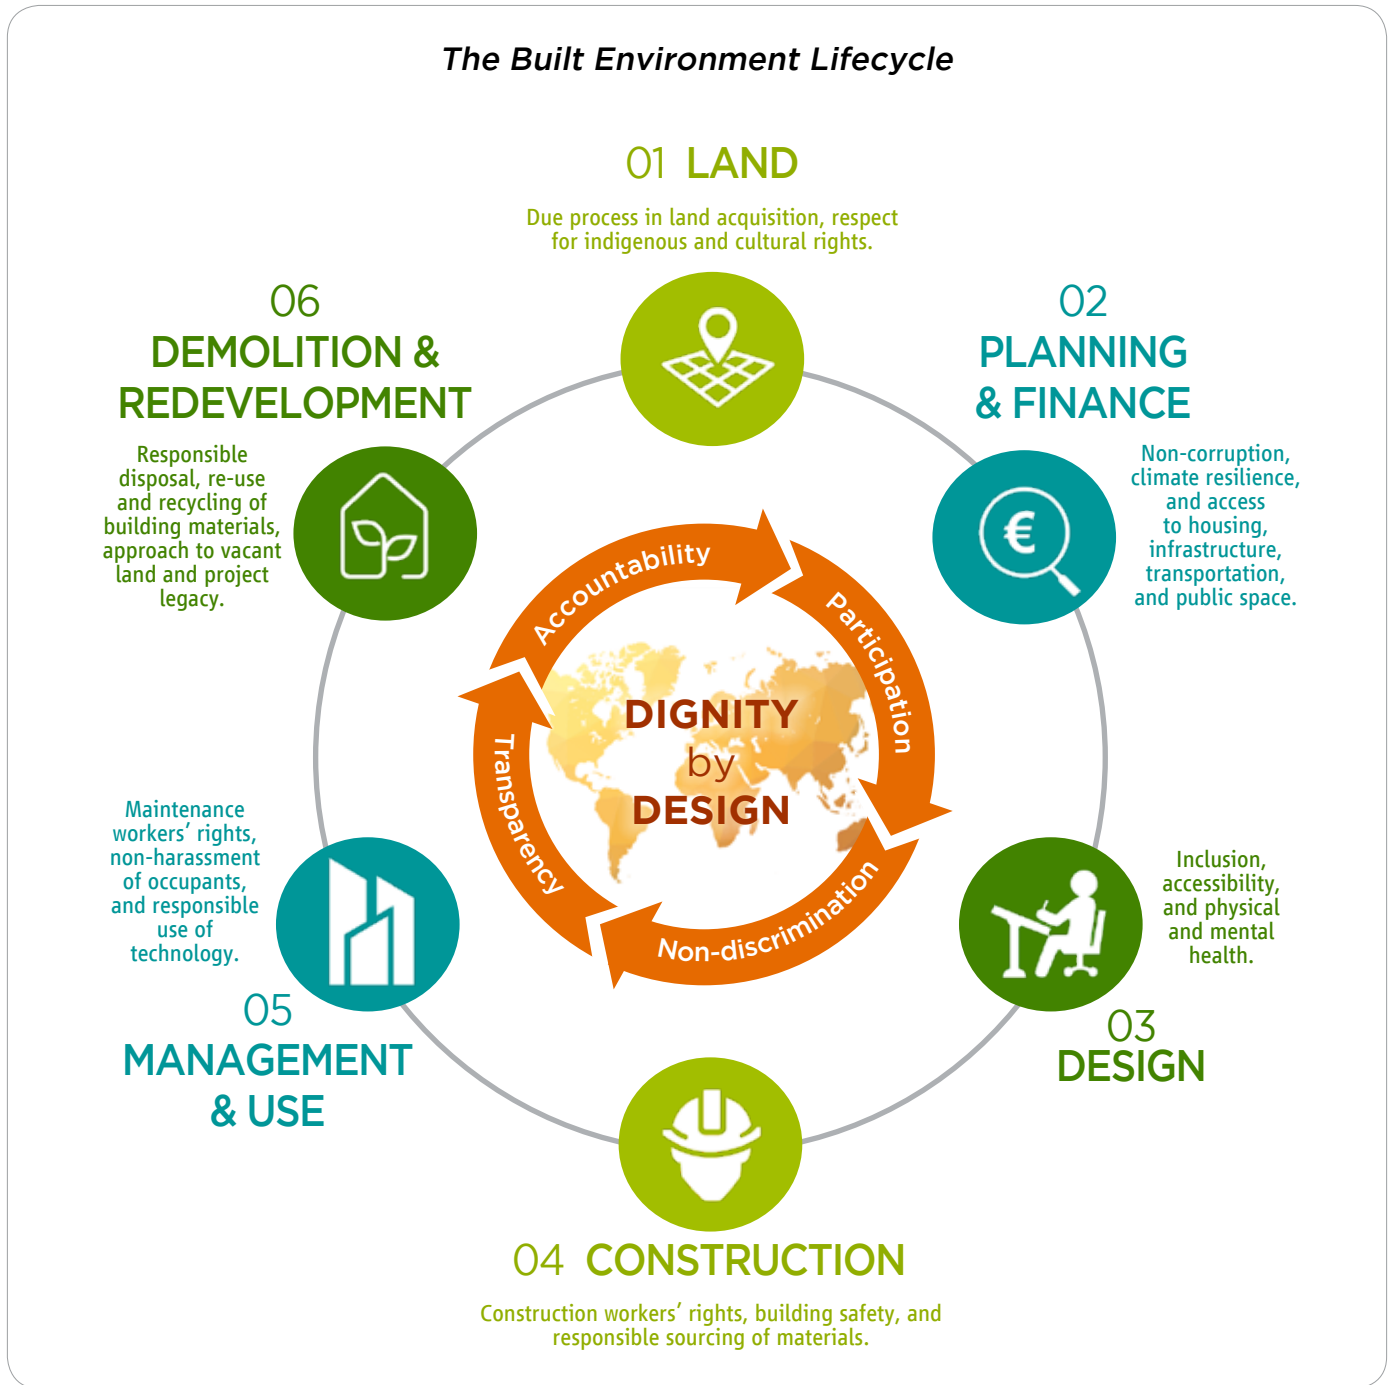 The Built Environment Lifecycle
01 LAND
Due process in land acquisition, respect
for indigenous and cultural rights.
02
PLANNING
& FINANCE
Non-corruption,
climate resilience,
and access
to housing,
infrastructure,
transportation,
and public space.
€
03
DESIGN
Inclusion,
accessibility,
and physical
and mental
health.
04 CONSTRUCTION
Construction workers’ rights, building safety, and
responsible sourcing of materials.
05
MANAGEMENT
& USE
Maintenance
workers’ rights,
non-harassment
of occupants,
and responsible
use of
technology.
06
DEMOLITION &
REDEVELOPMENT
Responsible
disposal, re-use
and recycling of
building materials,
approach to vacant
land and project
legacy.
Accountability
Participation
Non-discrimination
Transparency
DIGNITY
by
DESIGN